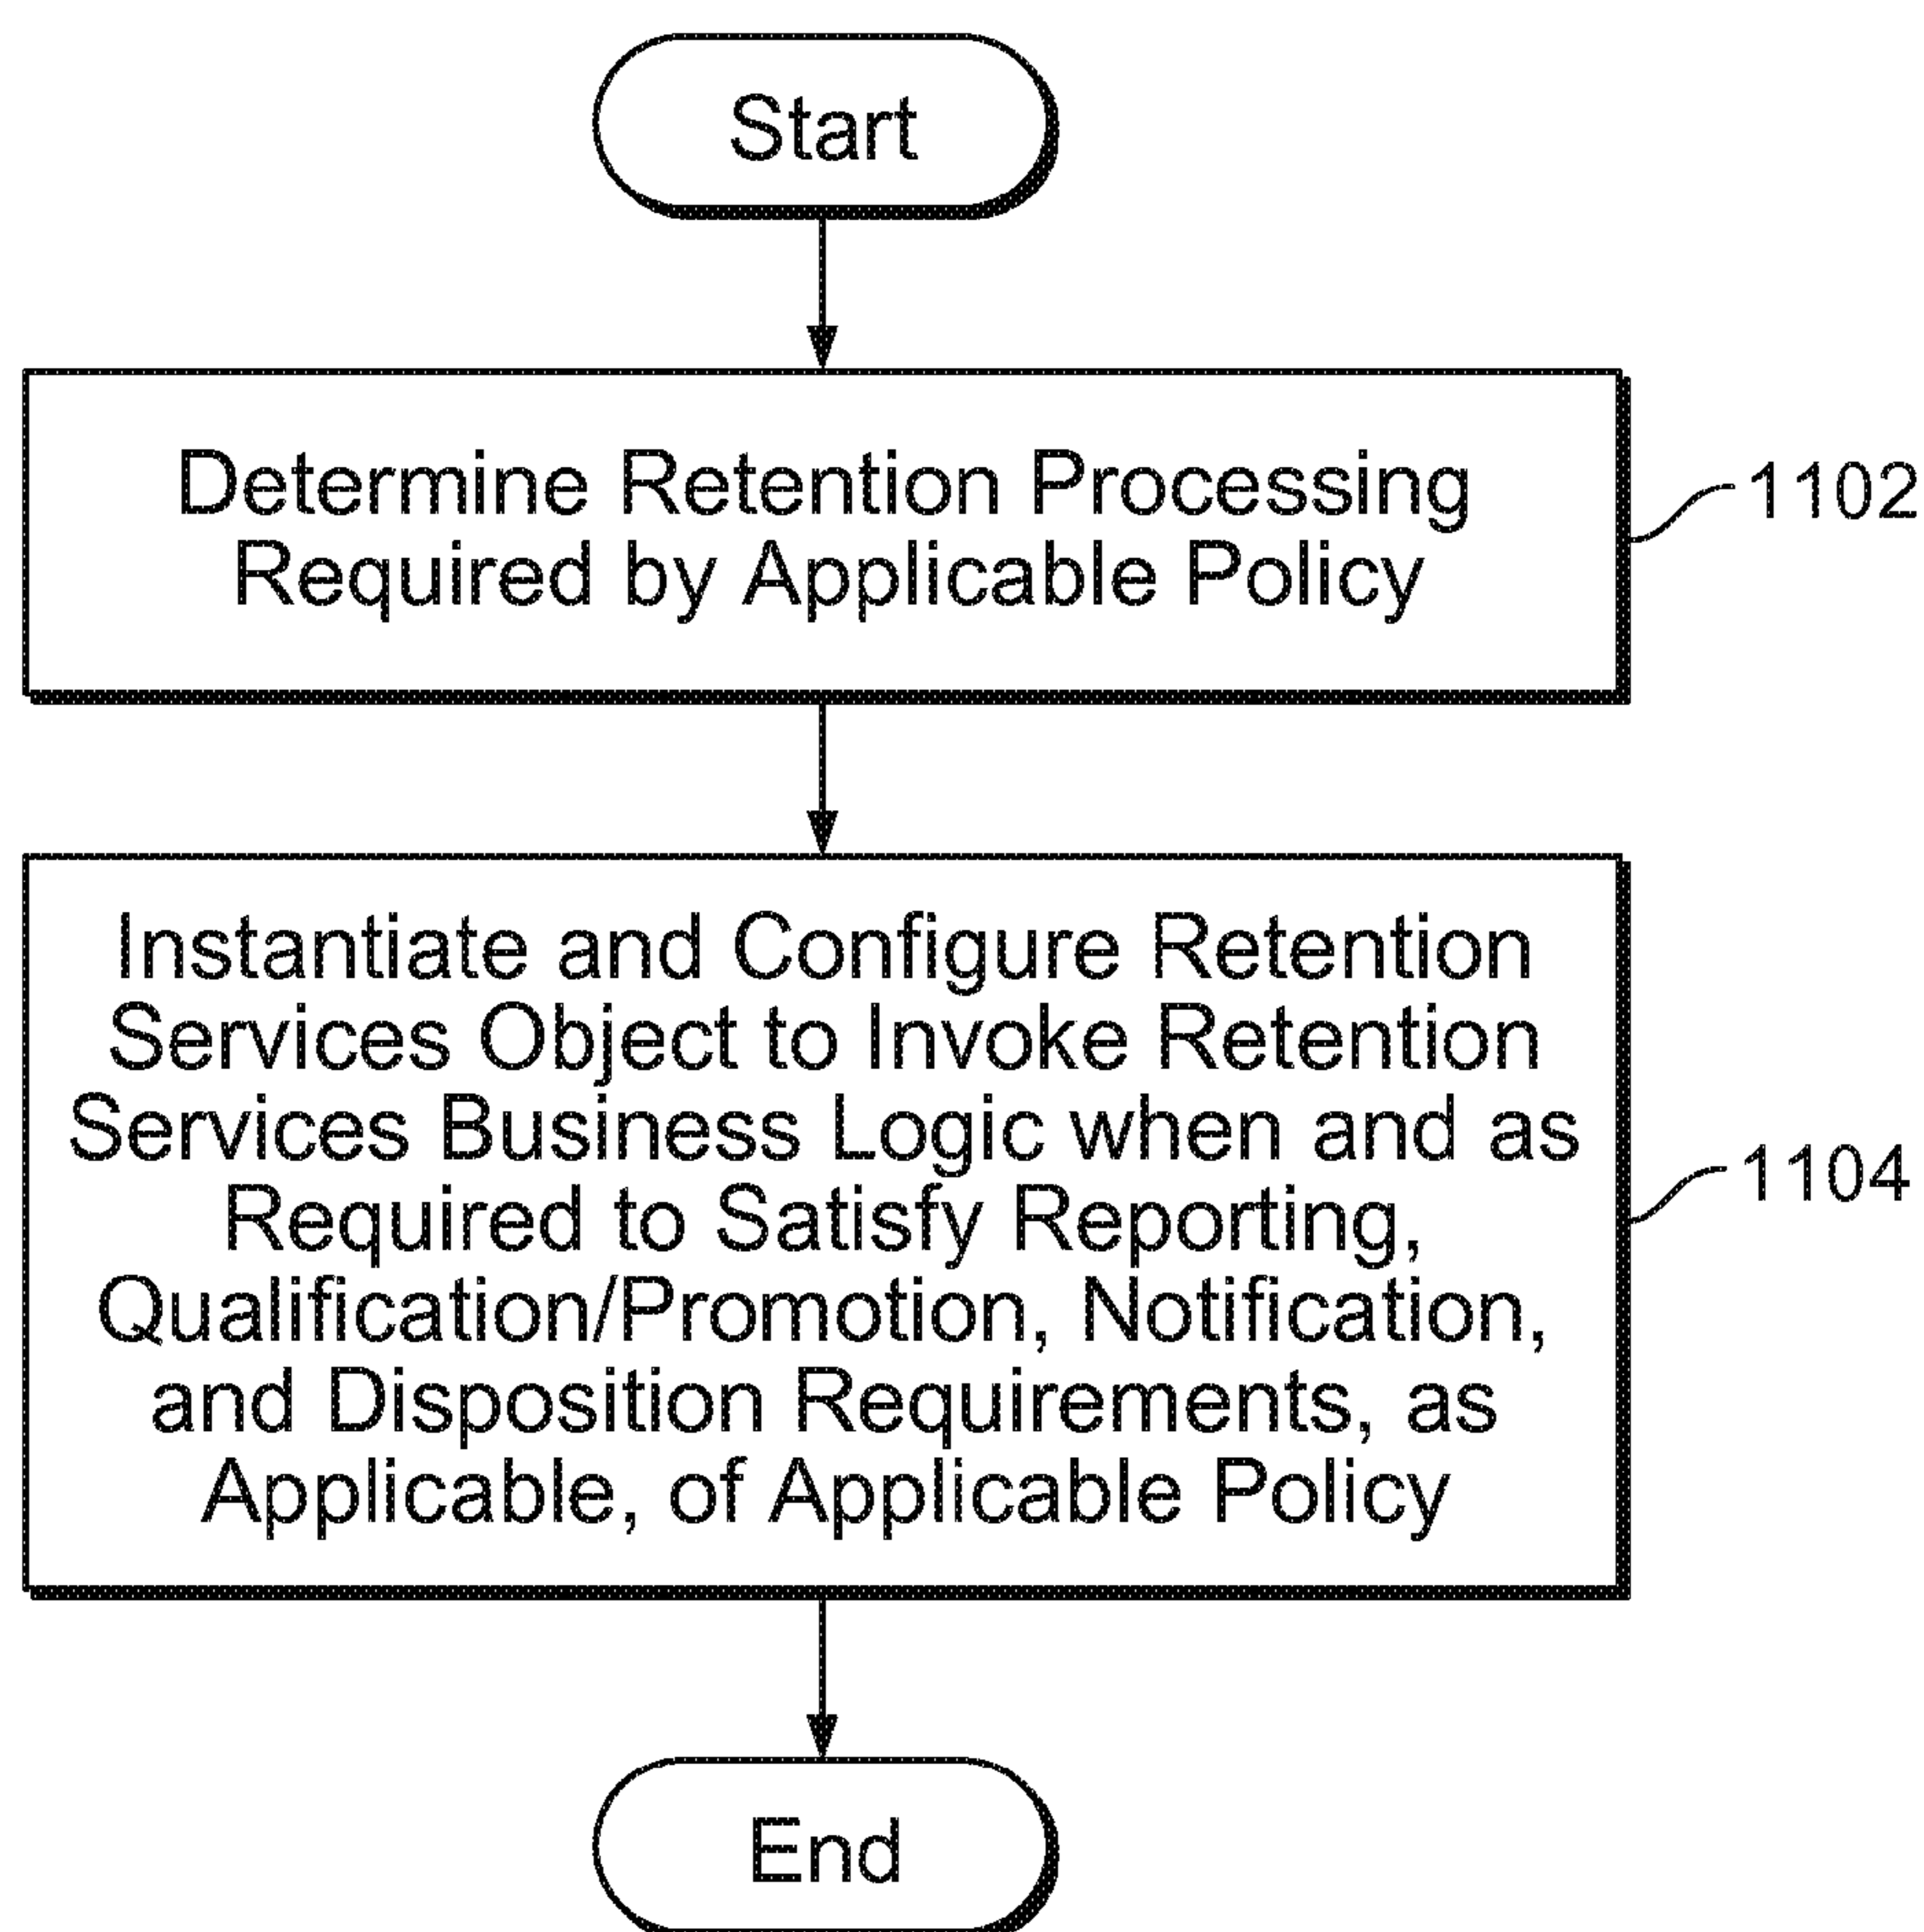 Start
Determine Retention Processing
Required by Applicable Policy
1102
Instantiate and Configure Retention
Services Object to Invoke Retention
Services Business Logic when and as
Required to Satisfy Reporting,
Qualification/Promotion, Notification,
and Disposition Requirements, as
Applicable, of Applicable Policy
1104
End